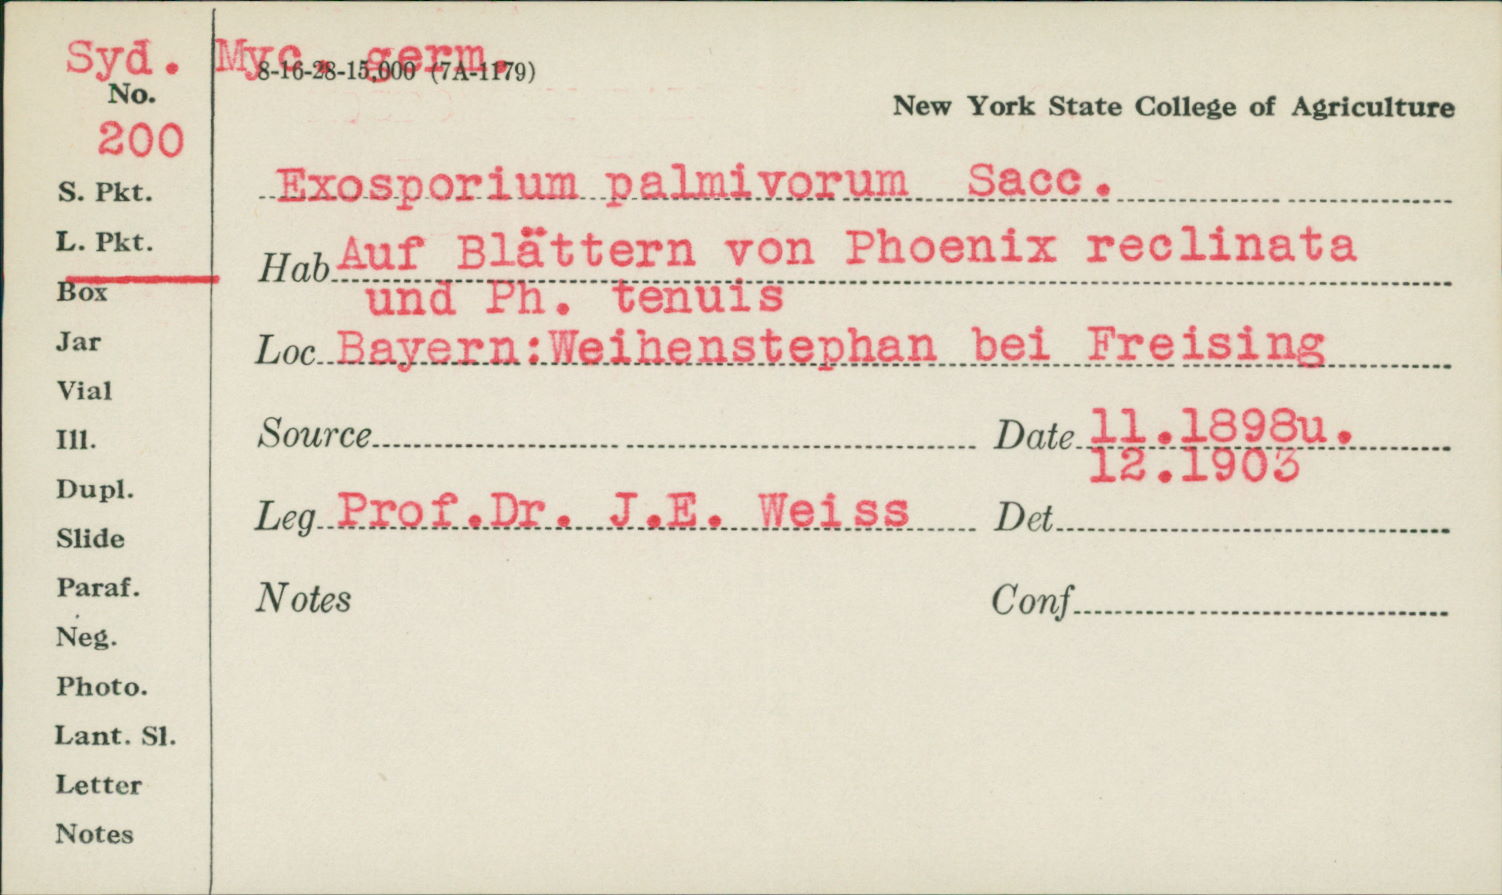 Syd. Myc. germ.
8-16-28-15,000 (7A-1179)
No.
200
New York State College of Agriculture
S. Pkt.
Exosporium palmivorum Sacc.
L. Pkt.
Hab Auf Blättern von Phoenix reclinata
und Ph. tenuis
Box
Jar
Loc Bayern:Weihenstephan bei Freising
Vial
Ill.
Source
Date 11.1898u.
12.1903
Dupl.
Leg Prof.Dr. J.E. Weiss
Det
Slide
Paraf.
Notes
Conf
Neg.
Photo.
Lant. Sl.
Letter
Notes